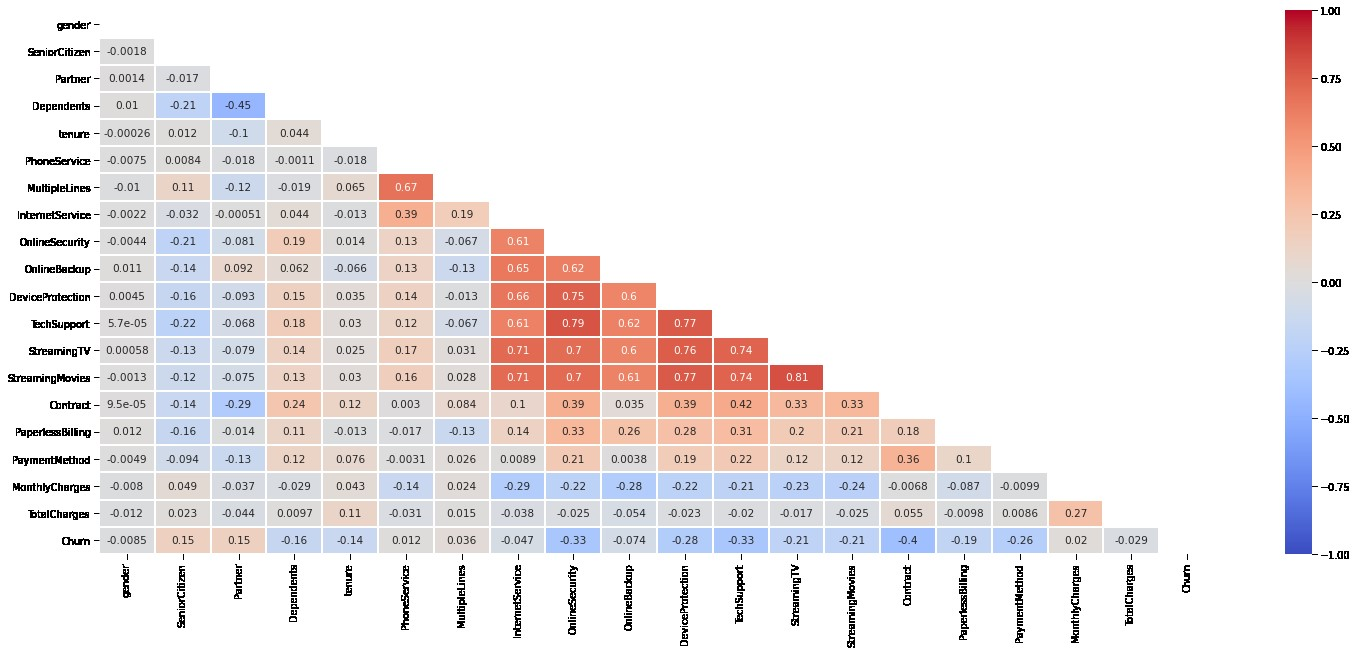 gender
SeniorCitizen -0.0018
Partner 0.0014 -0.017
Dependents 0.01 -0.21 -0.45
tenure -0.00026 0.012 -0.1 0.044
PhoneService -0.0075 0.0084 -0.018 -0.0011 -0.018
MultipleLines -0.01 0.11 -0.12 -0.019 0.065 0.67
InternetService -0.0022 -0.032 -0.00051 0.044 -0.013 0.39 0.19
OnlineSecurity -0.0044 -0.21 -0.081 0.19 0.014 0.13 -0.067 0.61
OnlineBackup 0.011 -0.14 0.092 0.062 -0.066 0.13 -0.13 0.65 0.62
DeviceProtection 0.0045 -0.16 -0.093 0.15 0.035 0.14 -0.013 0.66 0.75 0.6
TechSupport 5.7e-05 -0.22 -0.068 0.18 0.03 0.12 -0.067 0.61 0.79 0.62 0.77
StreamingTV 0.00058 -0.13 -0.079 0.14 0.025 0.17 0.031 0.71 0.7 0.6 0.76 0.74
StreamingMovies -0.0013 -0.12 -0.075 0.13 0.03 0.16 0.028 0.71 0.7 0.61 0.77 0.74 0.81
Contract 9.5e-05 -0.14 -0.29 0.24 0.12 0.003 0.084 0.1 0.39 0.035 0.39 0.42 0.33 0.33
PaperlessBilling 0.012 -0.16 -0.014 0.11 -0.013 -0.017 -0.13 0.14 0.33 0.26 0.28 0.31 0.2 0.21 0.18
PaymentMethod -0.0049 -0.094 -0.13 0.12 0.076 -0.0031 0.026 0.0089 0.21 0.0038 0.19 0.22 0.12 0.12 0.36 0.1
MonthlyCharges -0.008 0.049 -0.037 -0.029 0.043 -0.14 0.024 -0.29 -0.22 -0.28 -0.22 -0.21 -0.23 -0.24 -0.0068 -0.087 -0.0099
TotalCharges -0.012 0.023 -0.044 0.0097 0.11 -0.031 0.015 -0.038 -0.025 -0.054 -0.023 -0.02 -0.017 -0.025 0.055 -0.0098 0.0086 0.27
Churn -0.0085 0.15 0.15 -0.16 -0.14 0.012 0.036 -0.047 -0.33 -0.074 -0.28 -0.33 -0.21 -0.21 -0.4 -0.19 -0.26 0.02 -0.029
gender
SeniorCitizen
Partner
Dependents
tenure
PhoneService
MultipleLines
InternetService
OnlineSecurity
OnlineBackup
DeviceProtection
TechSupport
StreamingTV
StreamingMovies
Contract
PaperlessBilling
PaymentMethod
MonthlyCharges
TotalCharges
Churn
1.00
0.75
0.50
0.25
0.00
−0.25
−0.50
−0.75
−1.00